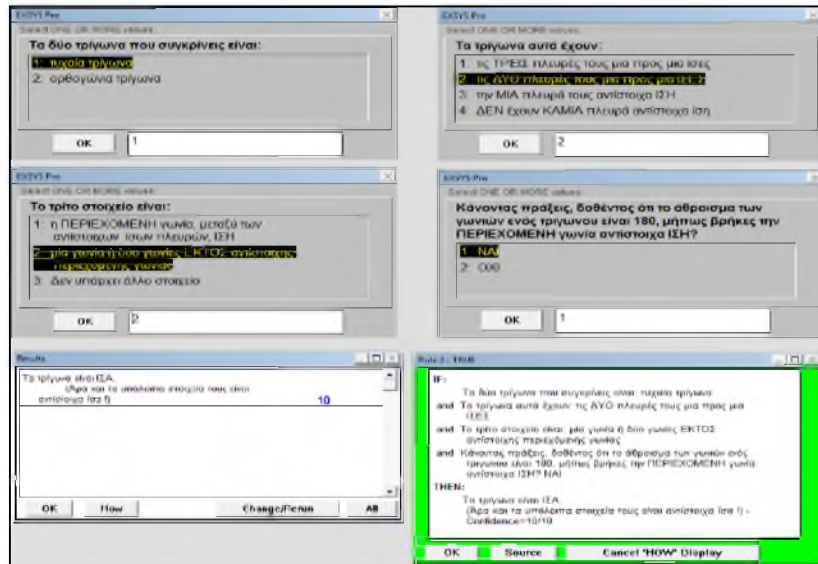 EXSYS Pro
Select ONE OR MORE values:
Τα δύο τρίγωνα που συγκρίνεις είναι:
1: τυχαία τρίγωνα
2: ορθογώνια τρίγωνα
OK
1
EXSYS Pro
Select ONE OR MORE values:
Τα τρίγωνα αυτά έχουν:
1: τις ΤΡΕΙΣ πλευρές τους μια προς μια ίσες
2: τις ΔΥΟ πλευρές τους μια προς μια ΙΣΕΣ
3: την ΜΙΑ πλευρά τους αντίστοιχα ΙΣΗ
4: ΔΕΝ έχουν ΚΑΜΙΑ πλευρά αντίστοιχα ίση
OK
2
EXSYS Pro
Select ONE OR MORE values:
Το τρίτο στοιχείο είναι:
1: η ΠΕΡΙΕΧΟΜΕΝΗ γωνία, μεταξύ των
αντίστοιχων ίσων πλευρών, ΙΣΗ
2: μία γωνία ή δύο γωνίες ΕΚΤΟΣ αντίστοιχης,
περιεχόμενης γωνίας
3: Δεν υπάρχει άλλο στοιχείο
OK
2
EXSYS Pro
Select ONE OR MORE values:
Κάνοντας πράξεις, δοθέντος ότι το άθροισμα των
γωνιών ενός τριγώνου είναι 180, μήπως βρήκες την
ΠΕΡΙΕΧΟΜΕΝΗ γωνία αντίστοιχα ΙΣΗ?
1: ΝΑΙ
2: ΟΧΙ
OK
1
Results
Τα τρίγωνα είναι ΙΣΑ.
(Άρα και τα υπόλοιπα στοιχεία τους είναι
αντίστοιχα ίσα !)
10
OK
How
Change/Rerun
All
TRUE
IF:
Τα δύο τρίγωνα που συγκρίνεις είναι: τυχαία τρίγωνα
and Τα τρίγωνα αυτά έχουν: τις ΔΥΟ πλευρές τους μια προς μια
ΙΣΕΣ
and Το τρίτο στοιχείο είναι: μία γωνία ή δύο γωνίες ΕΚΤΟΣ
αντίστοιχης περιεχόμενης γωνίας
and Κάνοντας πράξεις, δοθέντος ότι το άθροισμα των γωνιών ενός
τριγώνου είναι 180, μήπως βρήκες την ΠΕΡΙΕΧΟΜΕΝΗ γωνία
αντίστοιχα ΙΣΗ? ΝΑΙ
THEN:
Τα τρίγωνα είναι ΙΣΑ.
(Άρα και τα υπόλοιπα στοιχεία τους είναι αντίστοιχα ίσα !) -
Confidence=10/10
OK
Source
Cancel "HOW" Display